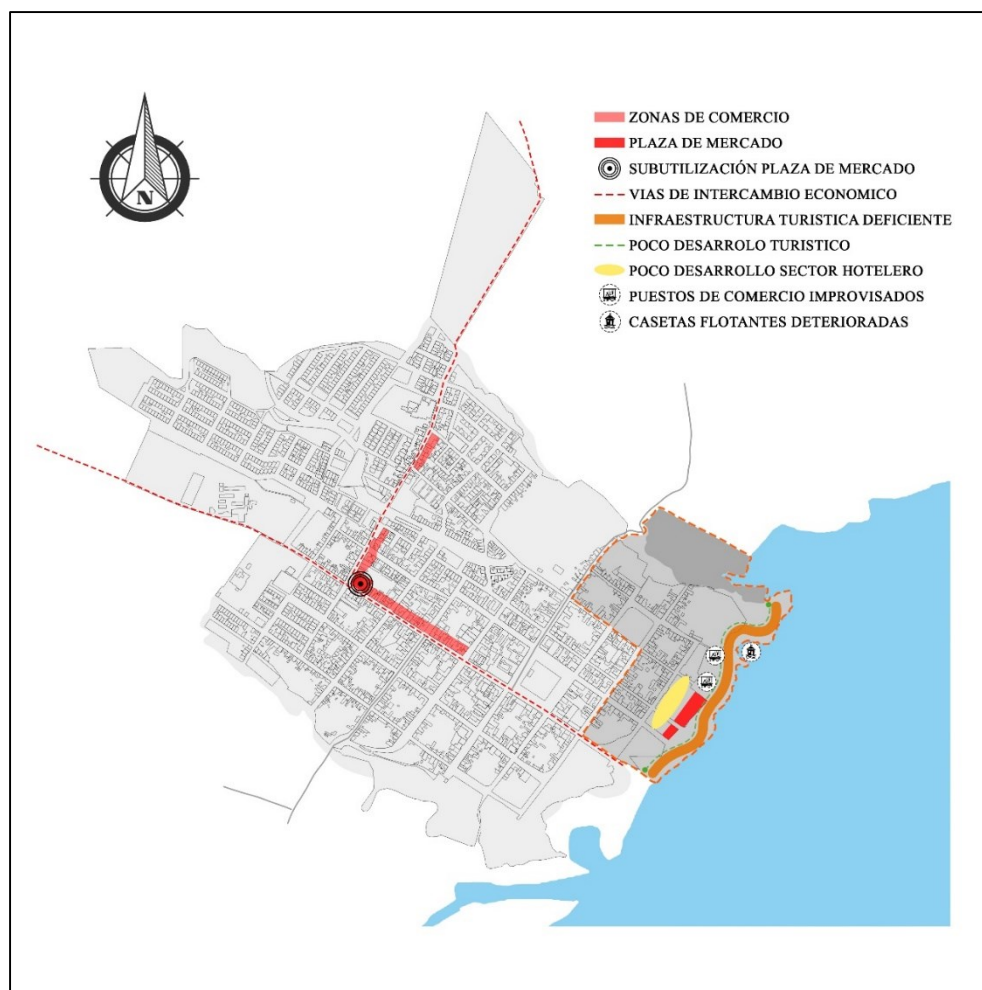 N
ZONAS DE COMERCIO
PLAZA DE MERCADO
SUBUTILIZACIÓN PLAZA DE MERCADO
VIAS DE INTERCAMBIO ECONOMICO
INFRAESTRUCTURA TURISTICA DEFICIENTE
POCO DESARROLO TURISTICO
POCO DESARROLLO SECTOR HOTELERO
PUESTOS DE COMERCIO IMPROVISADOS
CASETAS FLOTANTES DETERIORADAS